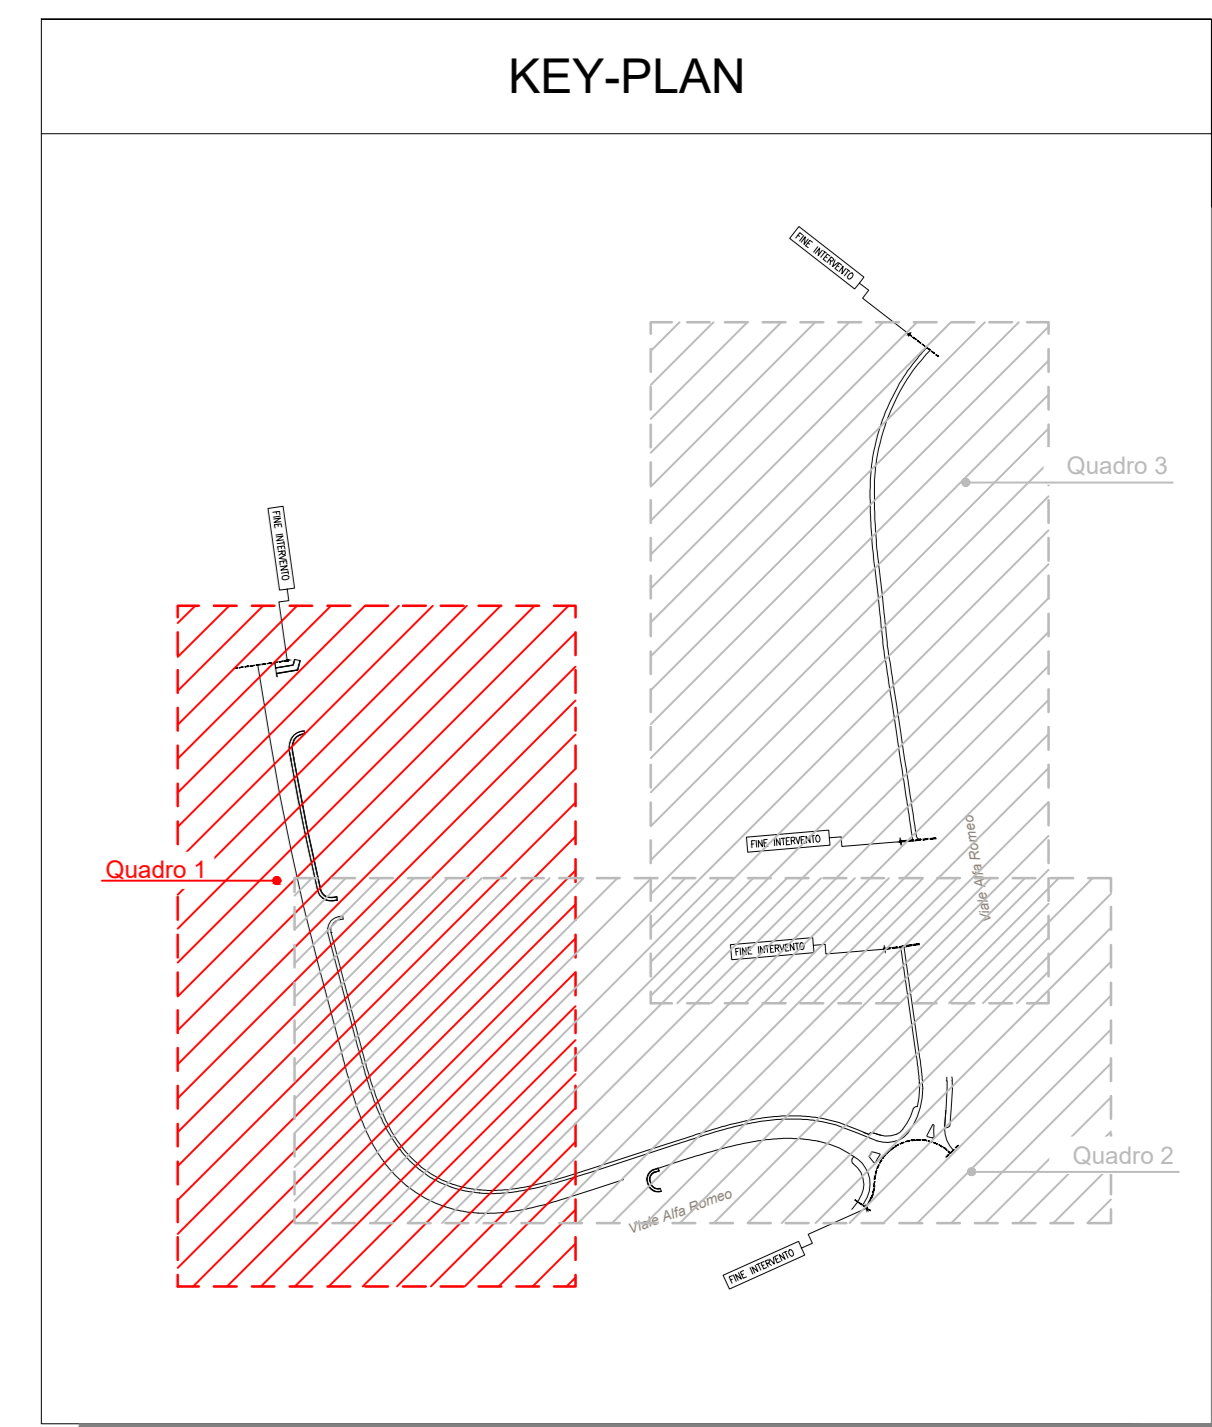 KEY-PLAN
FINE INTERVENTO
Quadro 3
FINE INTERVENTO
FINE INTERVENTO
Viale Alfa Romeo
Quadro 1
FINE INTERVENTO
Quadro 2
Viale Alfa Romeo
FINE INTERVENTO